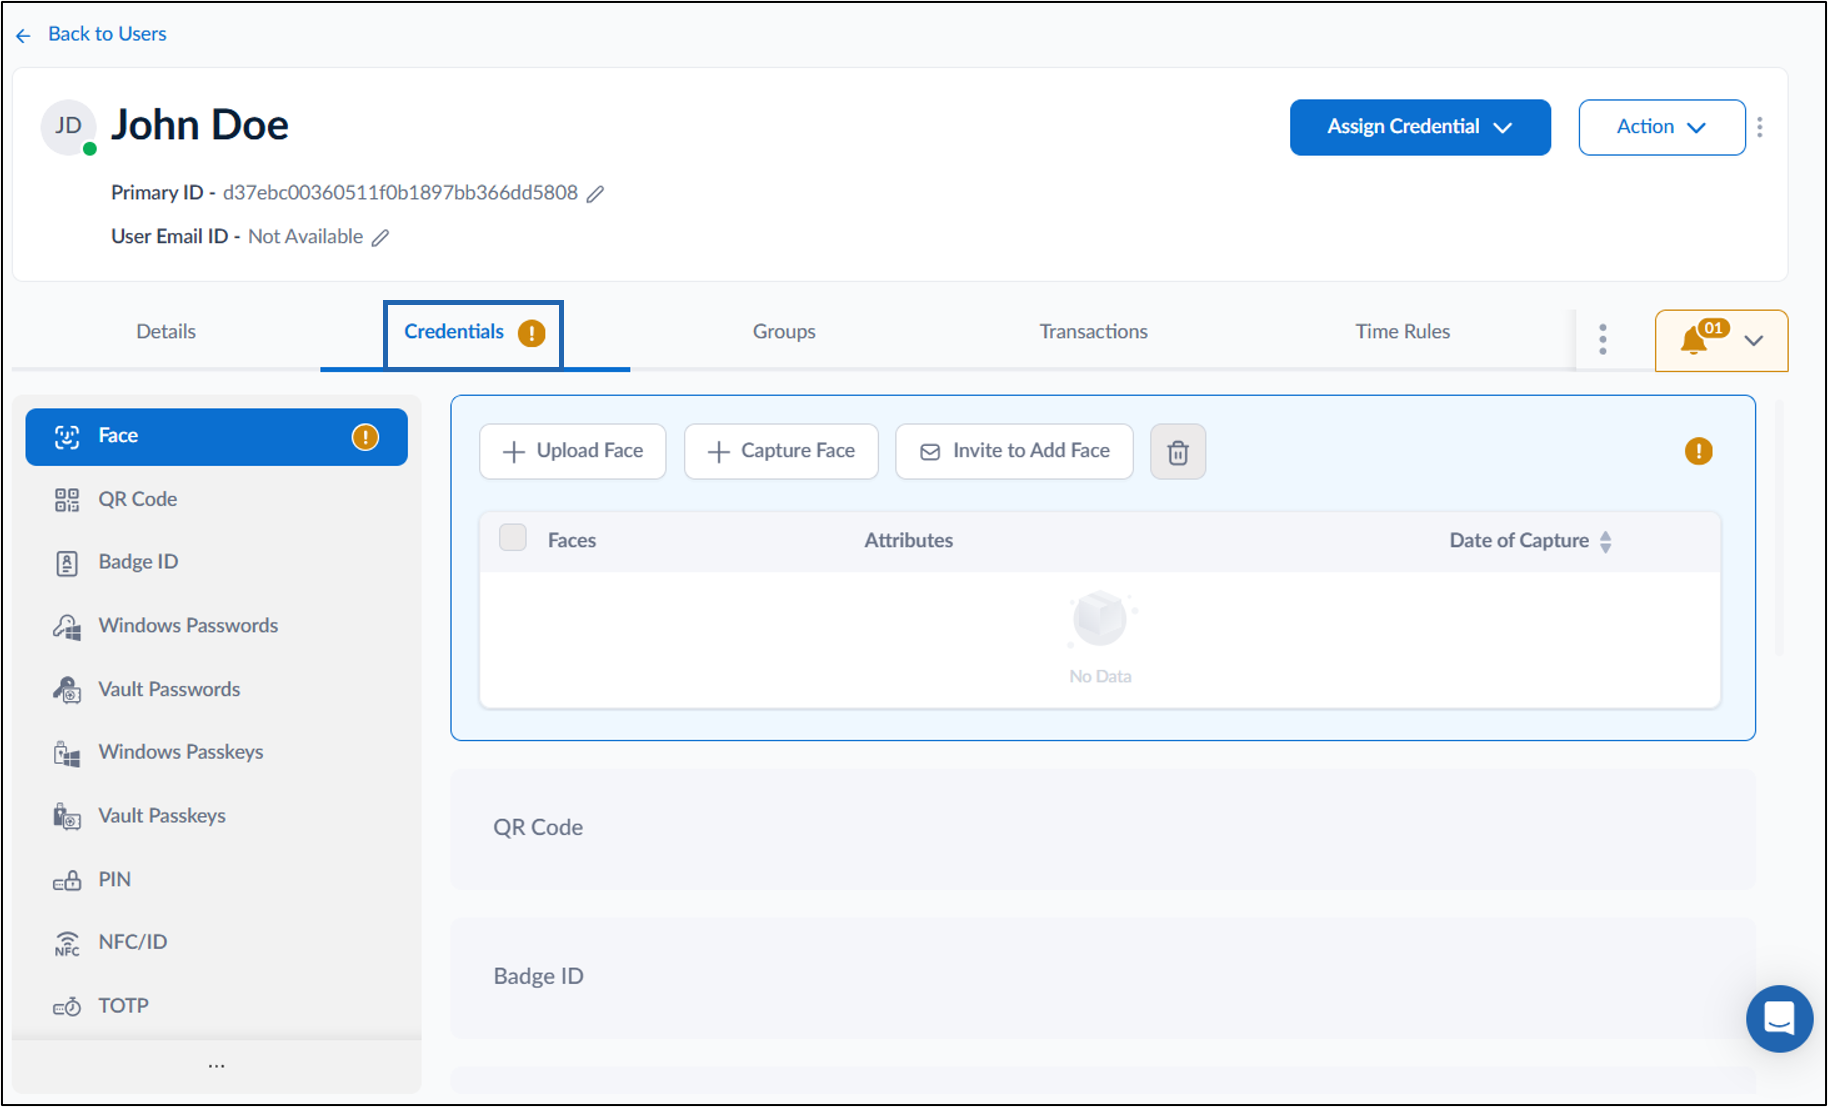 Back to Users
JD
John Doe
Assign Credential
Action
Primary ID - d37ebc00360511f0b1897bb366dd5808
User Email ID - Not Available
Details
Credentials !
Groups
Transactions
Time Rules
01
Face !
QR Code
Badge ID
Windows Passwords
Vault Passwords
Windows Passkeys
Vault Passkeys
PIN
NFC NFC/ID
TOTP
...
Upload Face
Capture Face
Invite to Add Face
!
Faces
Attributes
Date of Capture
No Data
QR Code
Badge ID